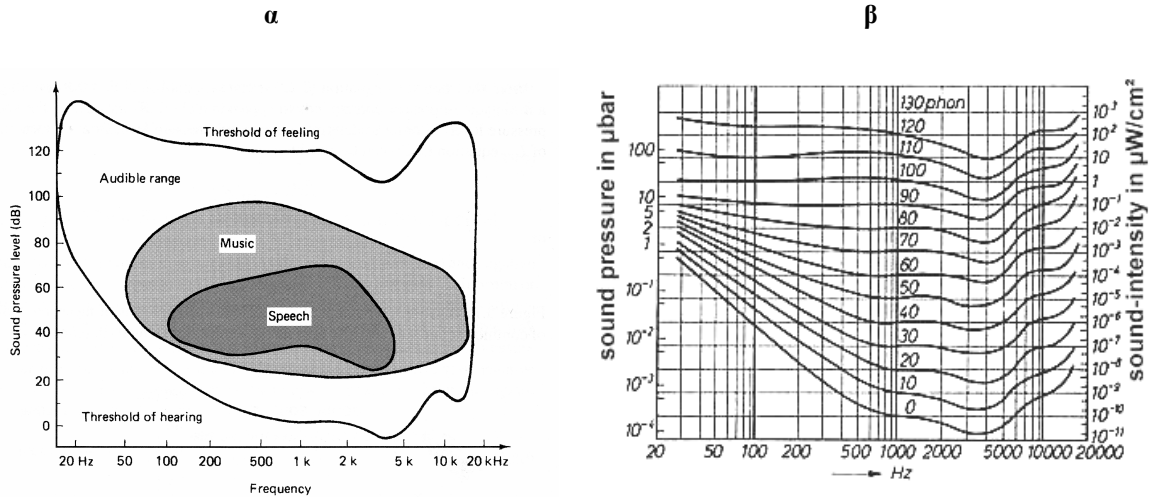 α
β
Threshold of feeling
Audible range
Music
Speech
Threshold of hearing
Sound pressure level (dB)
120
100
80
60
40
20
0
20 Hz 50 100 200 500 1 k 2 k 5 k 10 k 20 kHz
Frequency
sound pressure in μbar
100
10
5
2
1
10⁻¹
10⁻²
10⁻³
10⁻⁴
130 phon
120
110
100
90
80
70
60
50
40
30
20
10
0
10³
10²
10
1
10⁻¹
10⁻²
10⁻³
10⁻⁴
10⁻⁵
10⁻⁶
10⁻⁷
10⁻⁸
10⁻⁹
10⁻¹⁰
10⁻¹¹
sound-intensity in μW/cm²
20 50 100 200 500 1000 2000 5000 10000 20000
Hz